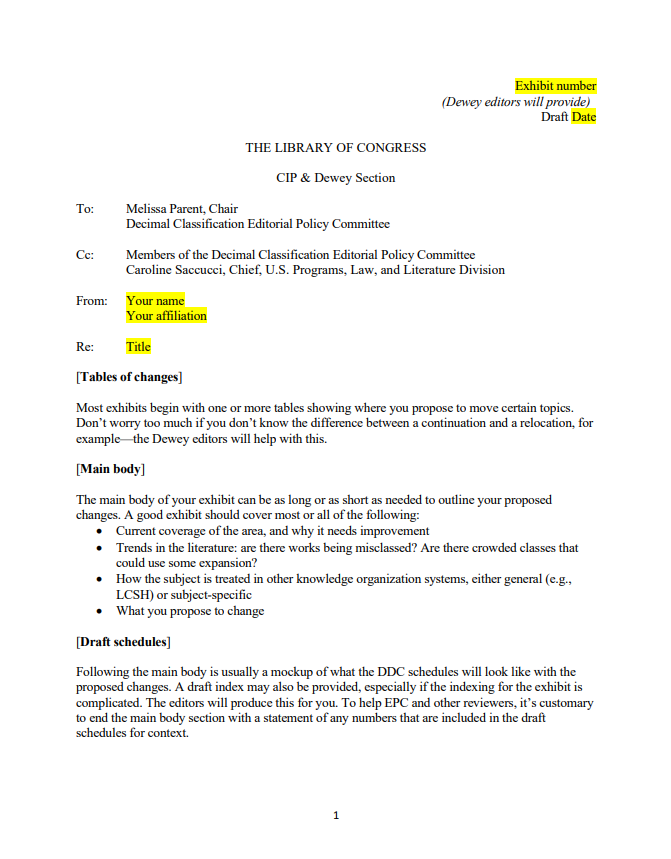 Exhibit number
(Dewey editors will provide)
Draft Date
THE LIBRARY OF CONGRESS
CIP & Dewey Section
To: Melissa Parent, Chair
Decimal Classification Editorial Policy Committee
Cc: Members of the Decimal Classification Editorial Policy Committee
Caroline Saccucci, Chief, U.S. Programs, Law, and Literature Division
From: Your name
Your affiliation
Re: Title
[Tables of changes]
Most exhibits begin with one or more tables showing where you propose to move certain topics.
Don’t worry too much if you don’t know the difference between a continuation and a relocation, for
example—the Dewey editors will help with this.
[Main body]
The main body of your exhibit can be as long or as short as needed to outline your proposed
changes. A good exhibit should cover most or all of the following:
• Current coverage of the area, and why it needs improvement
• Trends in the literature: are there works being misclassed? Are there crowded classes that
could use some expansion?
• How the subject is treated in other knowledge organization systems, either general (e.g.,
LCSH) or subject-specific
• What you propose to change
[Draft schedules]
Following the main body is usually a mockup of what the DDC schedules will look like with the
proposed changes. A draft index may also be provided, especially if the indexing for the exhibit is
complicated. The editors will produce this for you. To help EPC and other reviewers, it’s customary
to end the main body section with a statement of any numbers that are included in the draft
schedules for context.
1